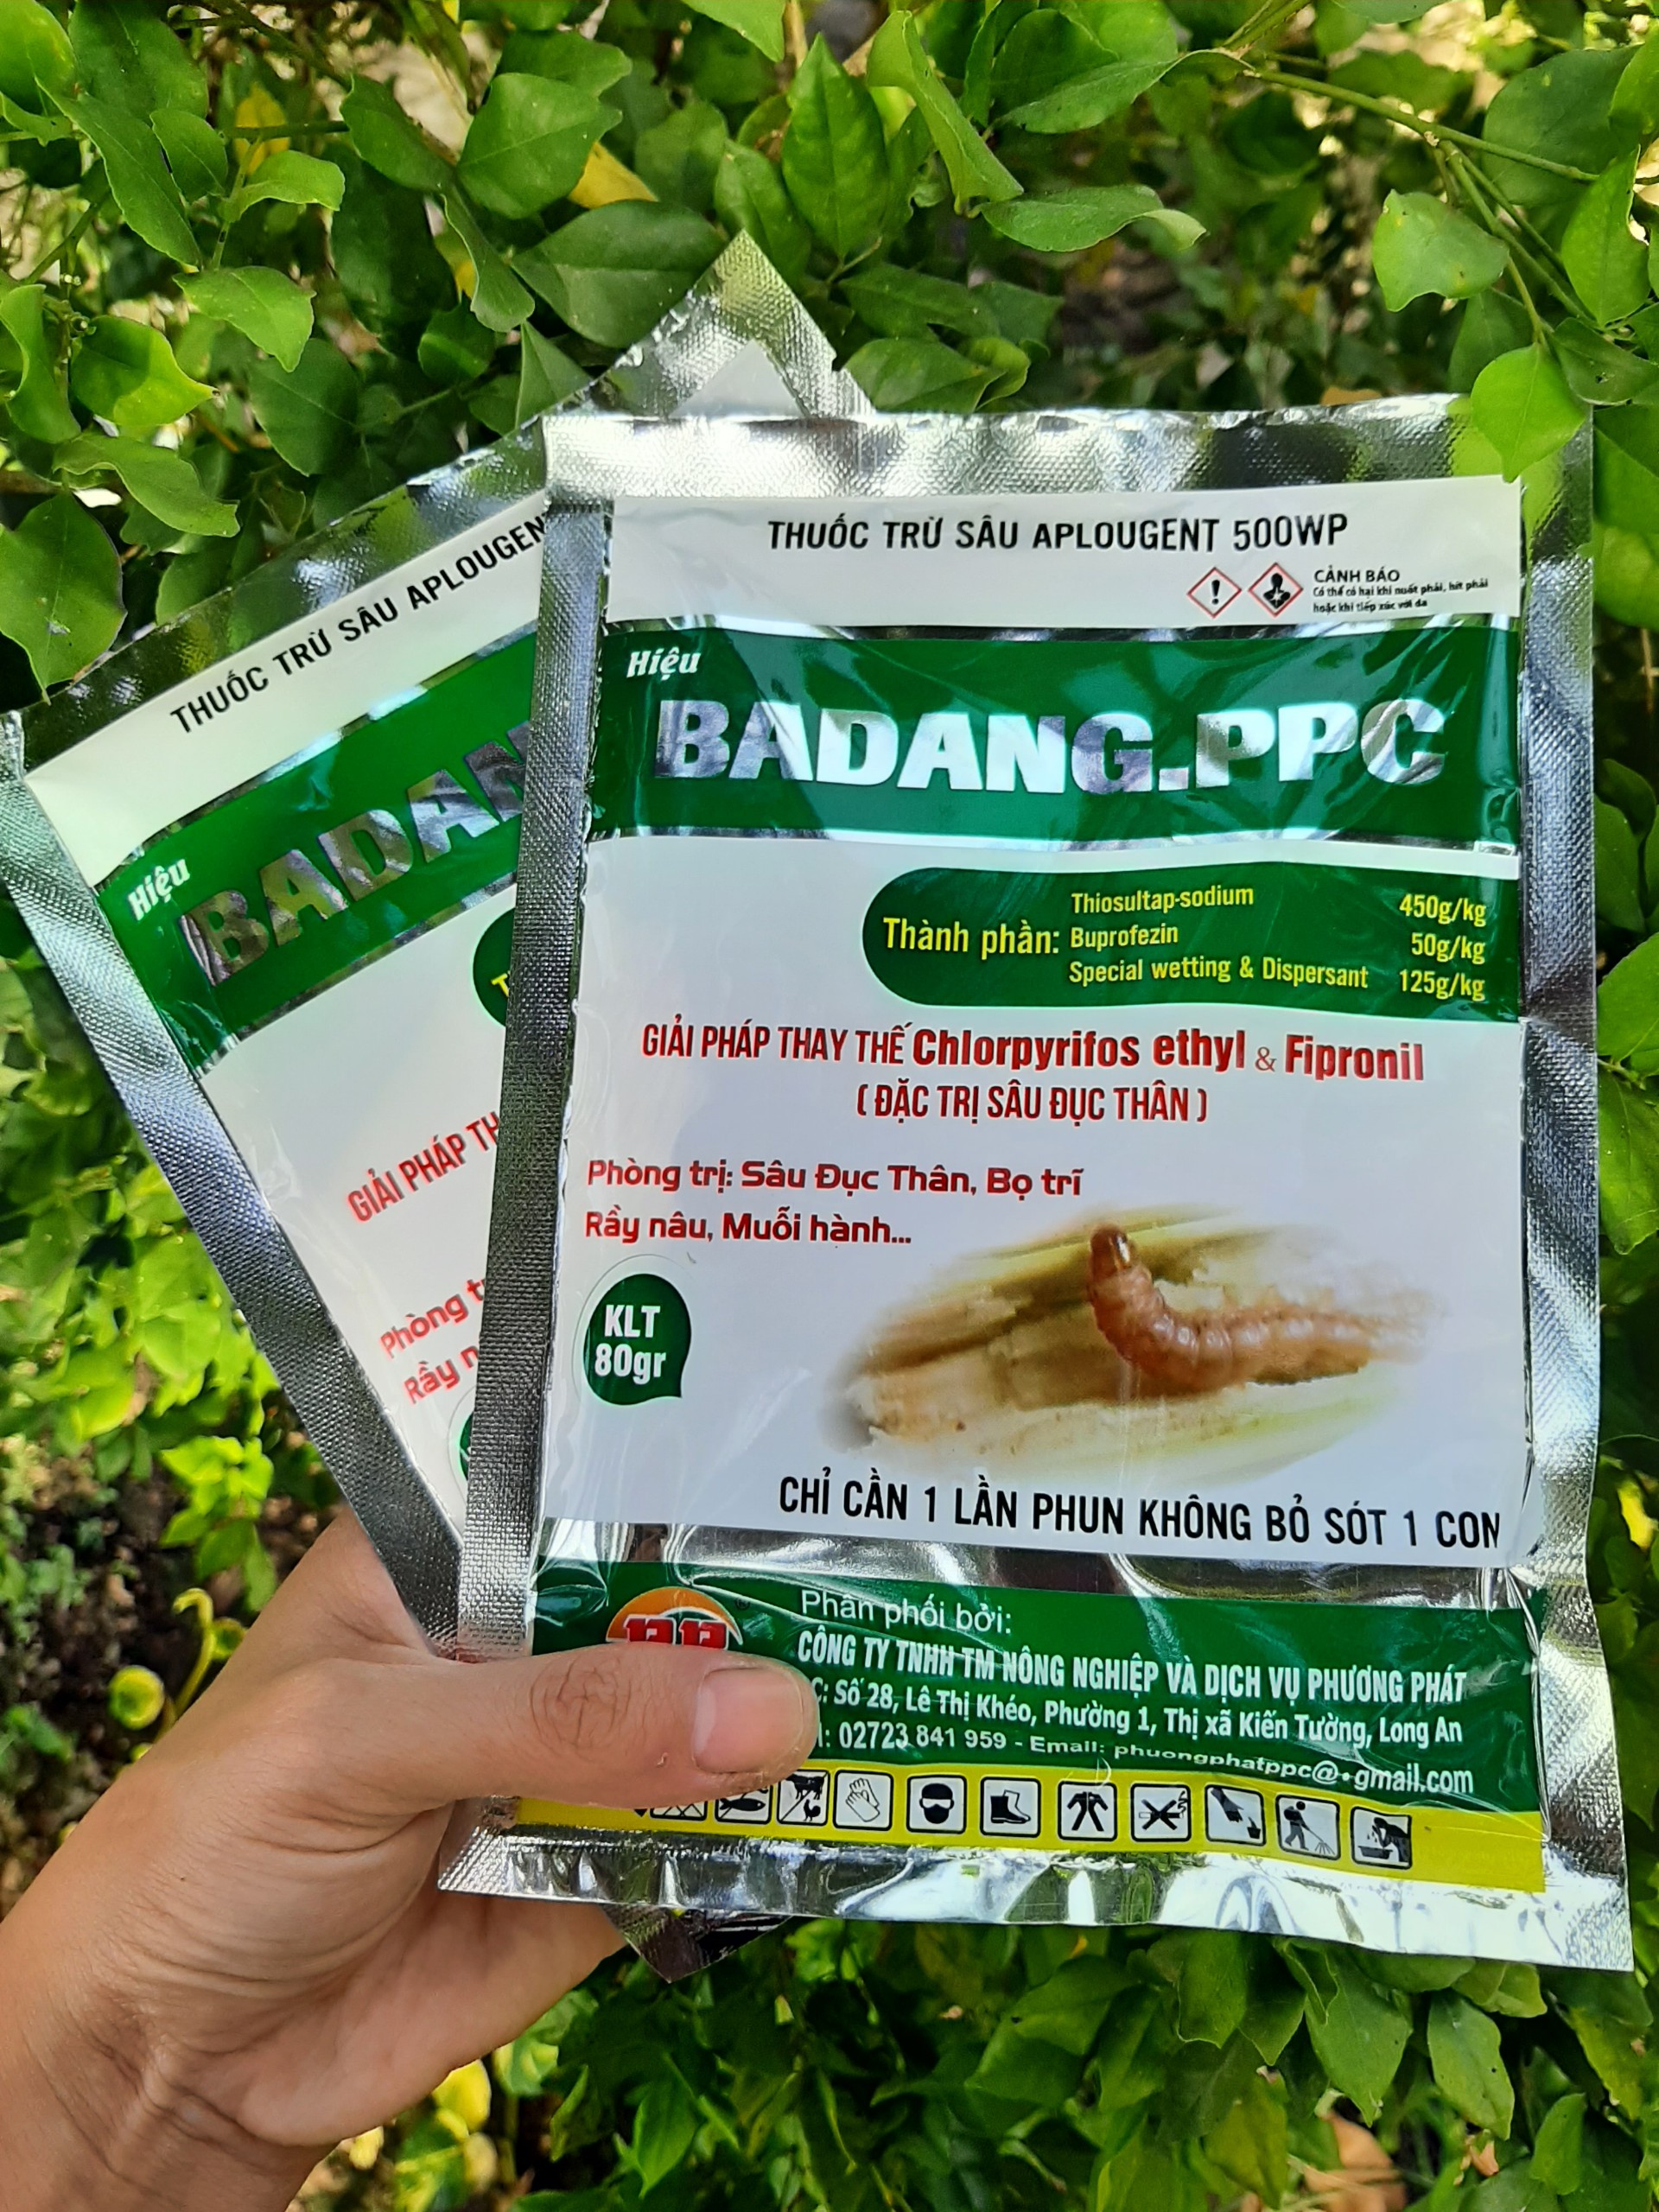 THUỐC TRỪ SÂU APLOUGENT 500WP
CẢNH BÁO
Có thể có hại khi nuốt phải, hít phải
hoặc khi tiếp xúc với da
Hiệu
BADANG.PPC
Thành phần:
Thiosultap-sodium 450g/kg
Buprofezin 50g/kg
Special wetting & Dispersant 125g/kg
GIẢI PHÁP THAY THẾ Chlorpyrifos ethyl & Fipronil
( ĐẶC TRỊ SÂU ĐỤC THÂN )
Phòng trị: Sâu Đục Thân, Bọ trĩ
Rầy nâu, Muỗi hành...
KLT
80gr
CHỈ CẦN 1 LẦN PHUN KHÔNG BỎ SÓT 1 CON
Phân phối bởi:
CÔNG TY TNHH TM NÔNG NGHIỆP VÀ DỊCH VỤ PHƯƠNG PHÁT
Số 28, Lê Thị Khéo, Phường 1, Thị xã Kiến Tường, Long An
02723 841 959 - Email: phuongphatppc@gmail.com
THUỐC TRỪ SÂU APLOUGEN
Hiệu
BADAN
GIẢI PHÁP TH
Phòng t
Rầy n